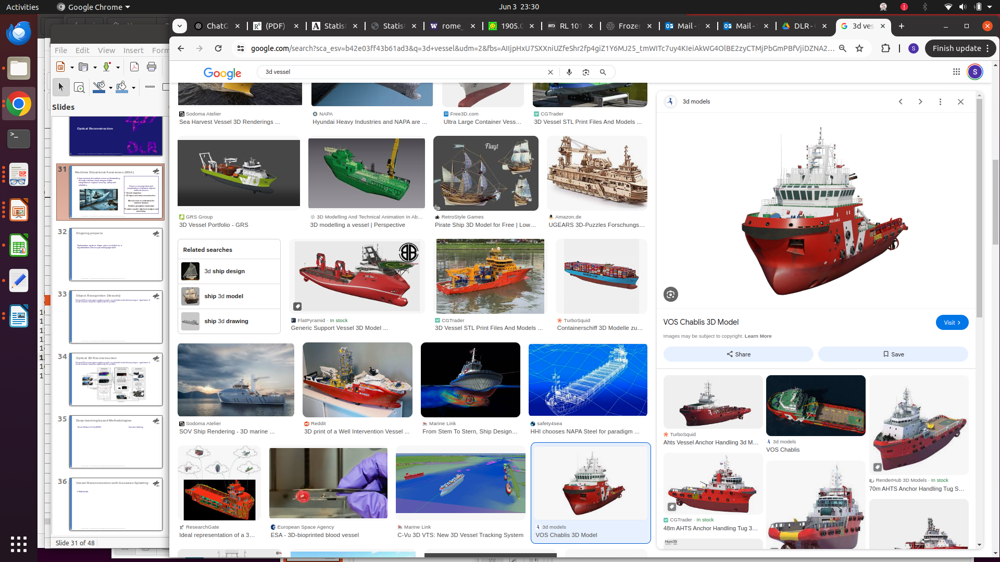 Activities
Google Chrome
Jun 3 23:30
ChatG
(PDF)
Statis
Statis
rome_
1905.0
RL 101
Frozer
Mail -
Mail -
DLR -
3d ves
google.com/search?sca_esv=b42e03ff43b61ad3&q=3d+vessel&udm=2&fbs=AIIjpHxU7SXXniUZfeShr2fp4giZ1Y6MJ25_tmWITc7uy4KIeiAkWG4OlBE2zyCTMjPbGmPBfVjiDZNA2...
S
Finish update
File Edit View Insert Form
Google
3d vessel
S
Slides
Optical Reconstruction
31
Maritime Situational Awareness (MSA)
32
Ongoing projects
33
Object Recognition (Vessels)
34
Optical 3D Reconstruction
35
Deep-learning-based Methodologies
36
Vessel Reconstruction with Gaussian Splatting
Slide 31 of 48
Sodoma Atelier
Sea Harvest Vessel 3D Renderings ...
NAPA
Hyundai Heavy Industries and NAPA are ...
Free3D.com
Ultra Large Container Vess...
CGTrader
3D Vessel STL Print Files And Models ...
GRS Group
3D Vessel Portfolio - GRS
3D Modelling And Technical Animation In Ab...
3D modelling a vessel | Perspective
Fluyt
RetroStyle Games
Pirate Ship 3D Model for Free | Low...
Amazon.de
UGEARS 3D-Puzzles Forschungs...
Related searches
3d ship design
ship 3d model
ship 3d drawing
FlatPyramid · In stock
Generic Support Vessel 3D Model ...
CGTrader
3D Vessel STL Print Files And Models ...
TurboSquid
Containerschiff 3D Modelle zu...
Sodoma Atelier
SOV Ship Rendering - 3D marine ...
Reddit
3D print of a Well Intervention Vessel ...
Marine Link
From Stem To Stern, Ship Design...
safety4sea
HHI chooses NAPA Steel for paradigm ...
ResearchGate
Ideal representation of a 3...
European Space Agency
ESA - 3D-bioprinted blood vessel
Marine Link
C-Vu 3D VTS: New 3D Vessel Tracking System
3d models
VOS Chablis 3D Model
3d models
VOS CHABLIS
VOS Chablis 3D Model
Visit
Images may be subject to copyright. Learn More
Share
Save
TurboSquid
Ahts Vessel Anchor Handling 3d M...
3d models
VOS Chablis
RenderHub 3D Models · In stock
70m AHTS Anchor Handling Tug S...
CGTrader · In stock
48m AHTS Anchor Handling Tug 3...
Hum3D